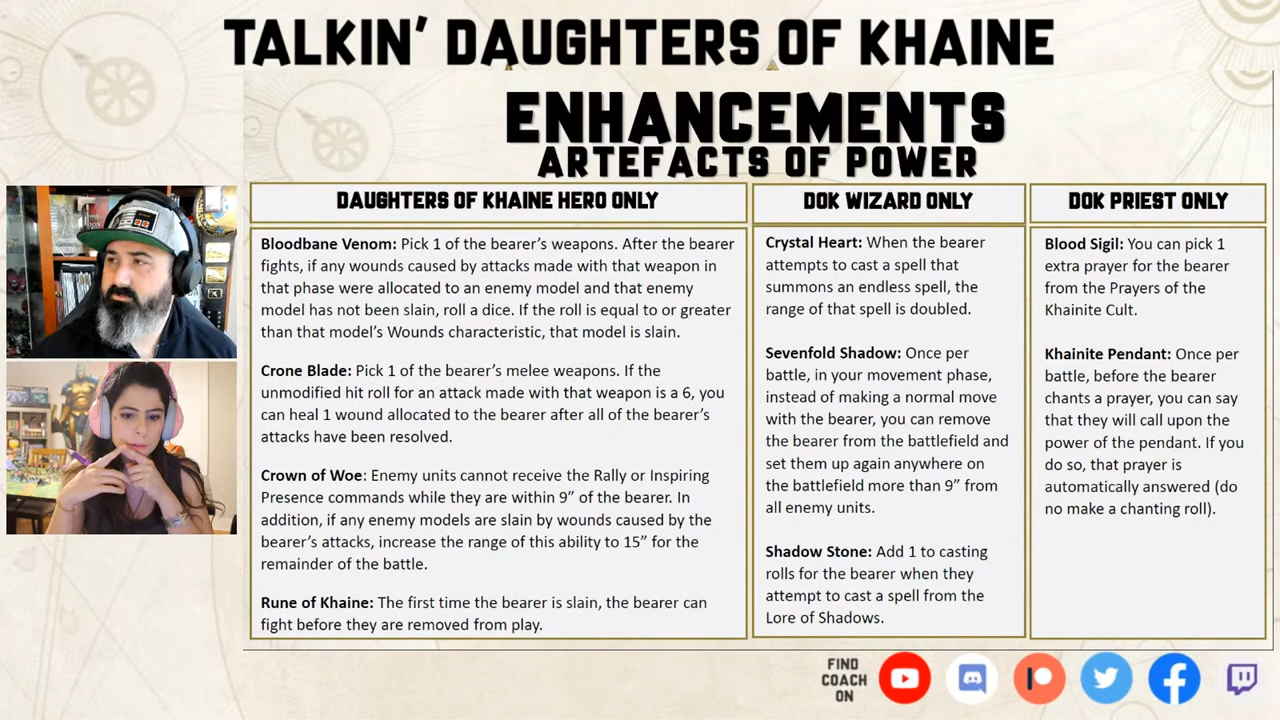 TALKIN' DAUGHTERS OF KHAINE
ENHANCEMENTS
ARTEFACTS OF POWER
DAUGHTERS OF KHAINE HERO ONLY
Bloodbane Venom: Pick 1 of the bearer's weapons. After the bearer
fights, if any wounds caused by attacks made with that weapon in
that phase were allocated to an enemy model and that enemy
model has not been slain, roll a dice. If the roll is equal to or greater
than that model's Wounds characteristic, that model is slain.
Crone Blade: Pick 1 of the bearer's melee weapons. If the
unmodified hit roll for an attack made with that weapon is a 6, you
can heal 1 wound allocated to the bearer after all of the bearer's
attacks have been resolved.
Crown of Woe: Enemy units cannot receive the Rally or Inspiring
Presence commands while they are within 9" of the bearer. In
addition, if any enemy models are slain by wounds caused by the
bearer's attacks, increase the range of this ability to 15" for the
remainder of the battle.
Rune of Khaine: The first time the bearer is slain, the bearer can
fight before they are removed from play.
DOK WIZARD ONLY
Crystal Heart: When the bearer
attempts to cast a spell that
summons an endless spell, the
range of that spell is doubled.
Sevenfold Shadow: Once per
battle, in your movement phase,
instead of making a normal move
with the bearer, you can remove
the bearer from the battlefield and
set them up again anywhere on
the battlefield more than 9" from
all enemy units.
Shadow Stone: Add 1 to casting
rolls for the bearer when they
attempt to cast a spell from the
Lore of Shadows.
DOK PRIEST ONLY
Blood Sigil: You can pick 1
extra prayer for the bearer
from the Prayers of the
Khainite Cult.
Khainite Pendant: Once per
battle, before the bearer
chants a prayer, you can say
that they will call upon the
power of the pendant. If you
do so, that prayer is
automatically answered (do
no make a chanting roll).
FIND
COACH
ON